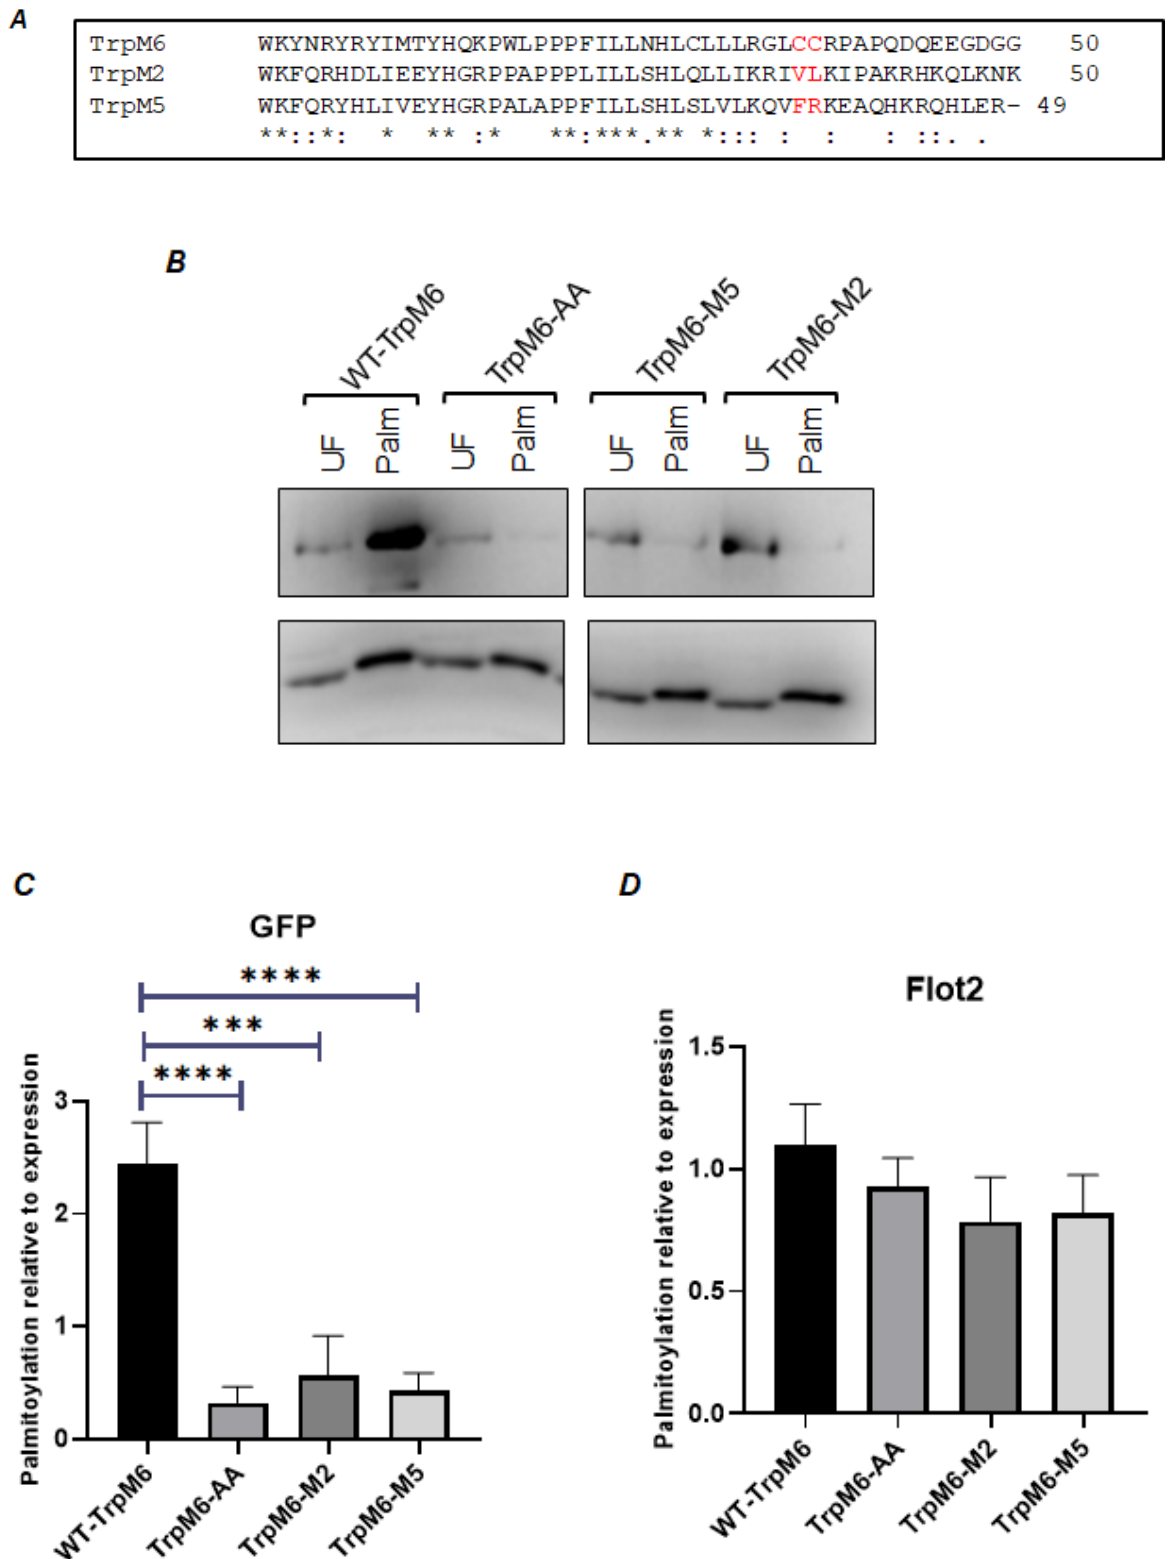 A
TrpM6 WKYNRYRYIMTYHQKPWLPPPFILLNHLCLLLRGLCCRPAPQDQEEGDGG 50
TrpM2 WKFQRHDLIEEYHGRPPAPPPLILLSHLQLLIKRIVLKIPAKRHKQLKNK 50
TrpM5 WKFQRYHLIVEYHGRPALAPPFILLSHLSLVLKQVFRKEAQHKRQHLER- 49
**::*: * ** :* **:***.** *::: : : : ::. .
B
WT-TrpM6 TrpM6-AA TrpM6-M5 TrpM6-M2
UF Palm UF Palm UF Palm UF Palm
C
GFP
****
***
****
Palmitoylation relative to expression
3
2
1
0
WT-TrpM6 TrpM6-AA TrpM6-M2 TrpM6-M5
D
Flot2
Palmitoylation relative to expression
1.5
1.0
0.5
0.0
WT-TrpM6 TrpM6-AA TrpM6-M2 TrpM6-M5